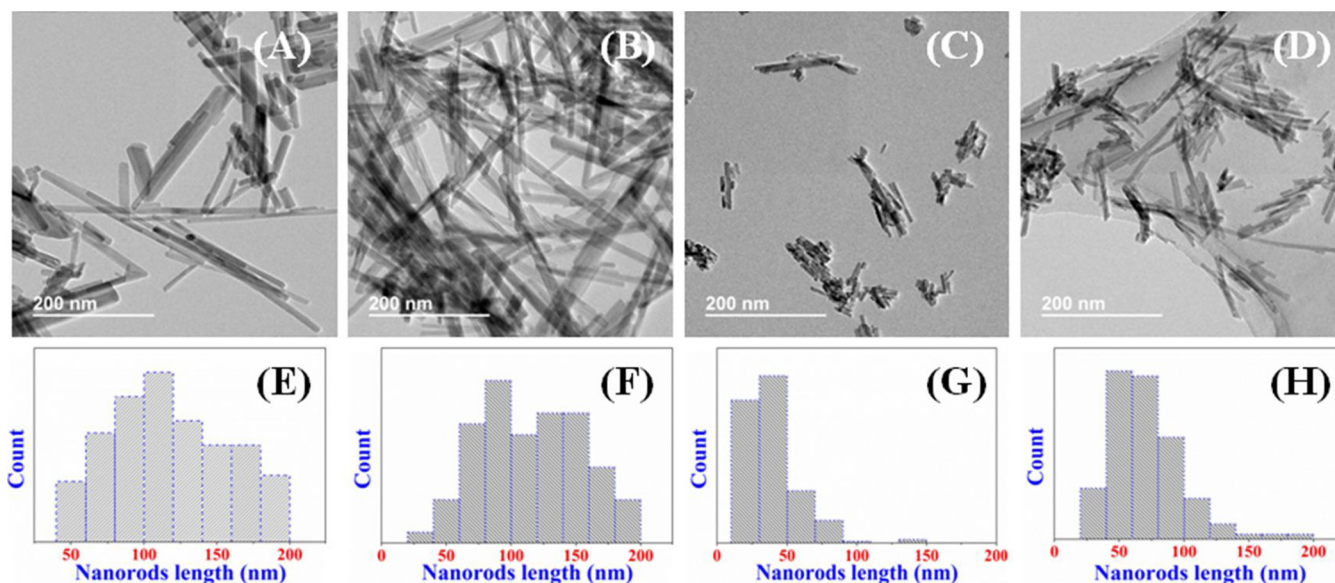 (A)
(B)
(C)
(D)
200 nm
200 nm
200 nm
200 nm
(E)
(F)
(G)
(H)
Count
Count
Count
Count
50 100 150 200
0 50 100 150 200
0 50 100 150 200
0 50 100 150 200
Nanorods length (nm)
Nanorods length (nm)
Nanorods length (nm)
Nanorods length (nm)